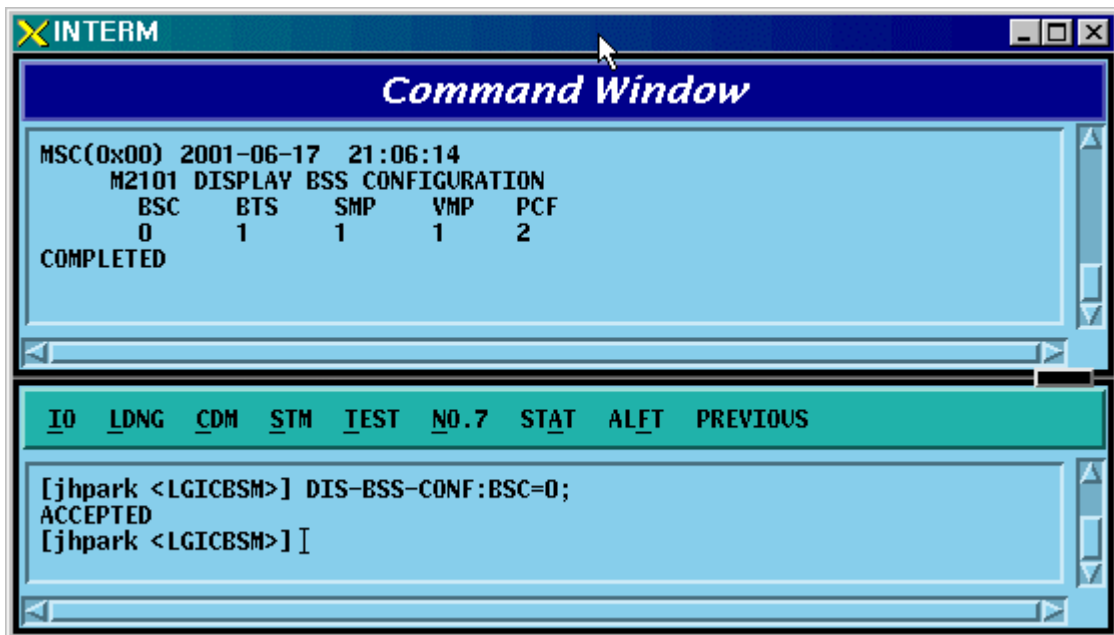 INTERM
Command Window
MSC(0x00) 2001-06-17 21:06:14
M2101 DISPLAY BSS CONFIGURATION
BSC BTS SMP VMP PCF
0 1 1 1 2
COMPLETED
IO LDNG CDM STM TEST NO.7 STAT ALFT PREVIOUS
[jhpark <LGICBSM>] DIS-BSS-CONF:BSC=0;
ACCEPTED
[jhpark <LGICBSM>]